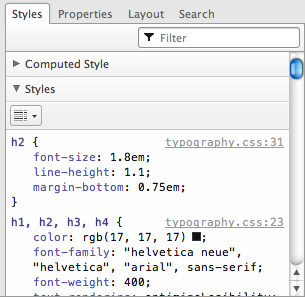 Styles Properties Layout Search
Filter
Computed Style
Styles
h2 { typography.css:31
font-size: 1.8em;
line-height: 1.1;
margin-bottom: 0.75em;
}
h1, h2, h3, h4 { typography.css:23
color: rgb(17, 17, 17)
font-family: "helvetica neue",
"helvetica", "arial", sans-serif;
font-weight: 400;